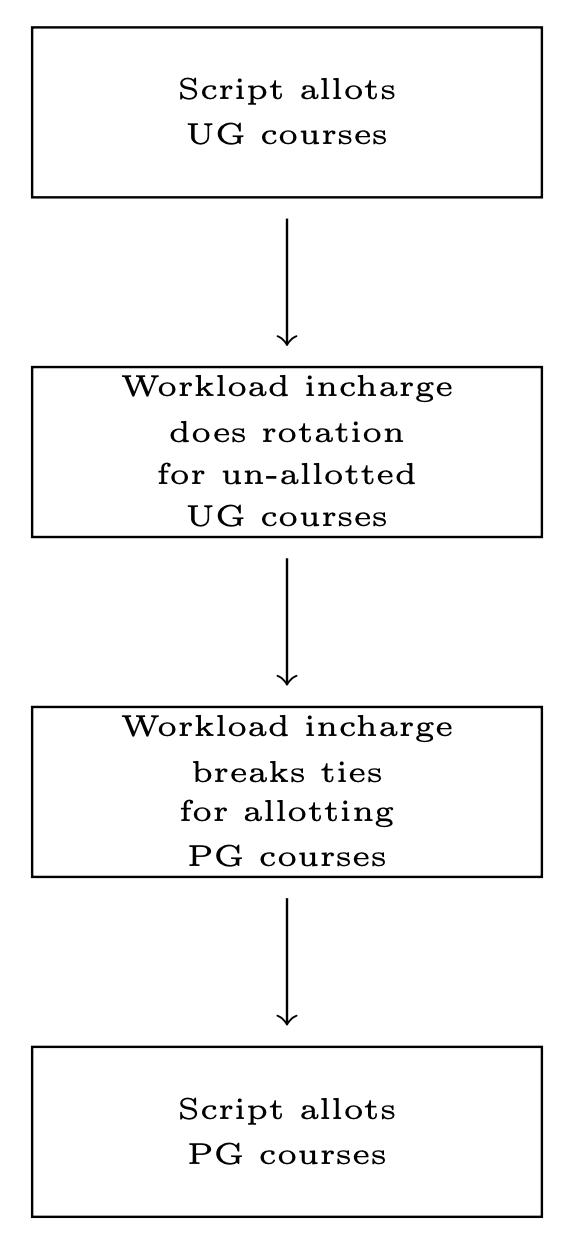 Script allots
UG courses
Workload incharge
does rotation
for un-allotted
UG courses
Workload incharge
breaks ties
for allotting
PG courses
Script allots
PG courses